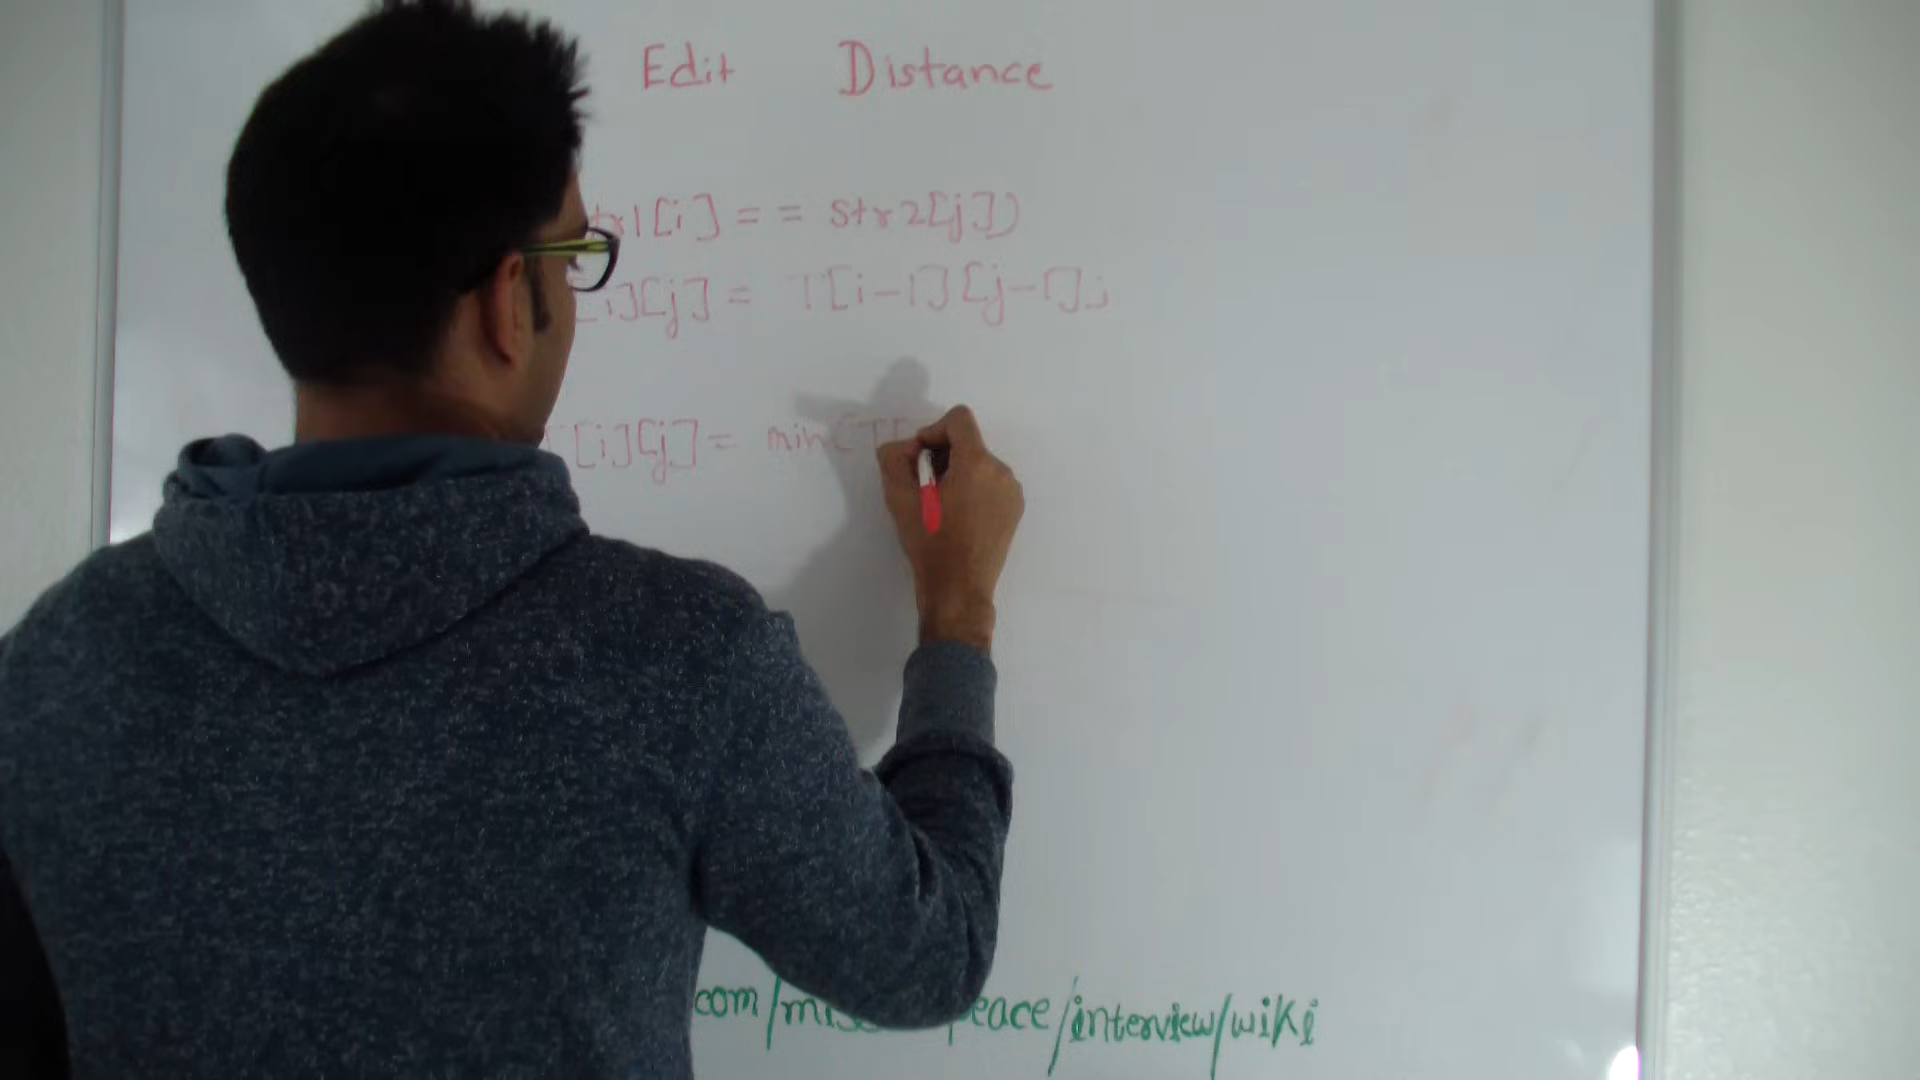 Edit Distance
str1[i] == str2[j])
[i][j] = T[i-1][j-1];
T[i][j] = min(T[
com/mis peace/interview/wiki